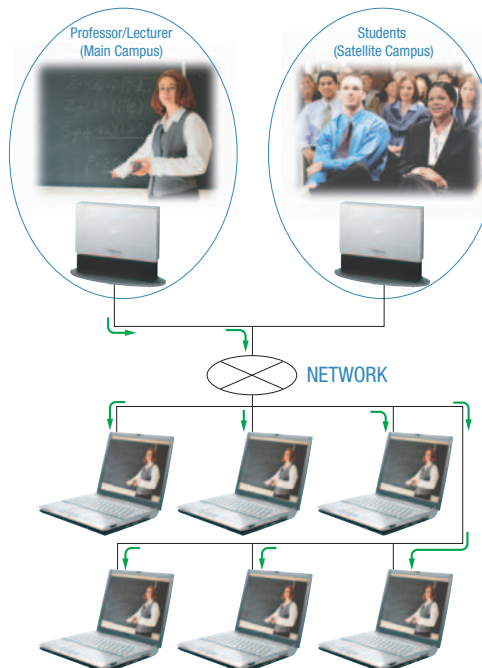 Professor/Lecturer
(Main Campus)
Students
(Satellite Campus)
NETWORK